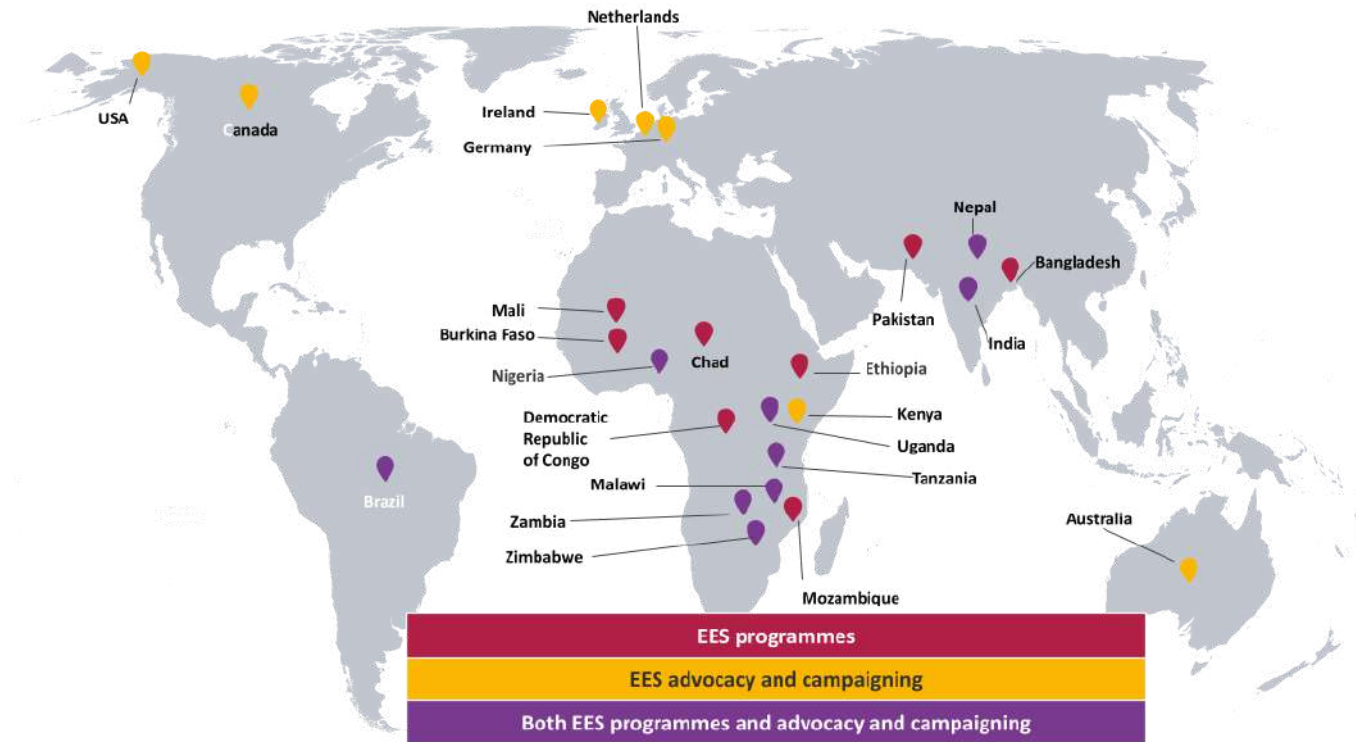 Netherlands
USA
Canada
Ireland
Germany
Nepal
Bangladesh
Pakistan
India
Mali
Burkina Faso
Nigeria
Chad
Ethiopia
Democratic
Republic
of Congo
Kenya
Uganda
Tanzania
Malawi
Brazil
Zambia
Zimbabwe
Australia
Mozambique
EES programmes
EES advocacy and campaigning
Both EES programmes and advocacy and campaigning